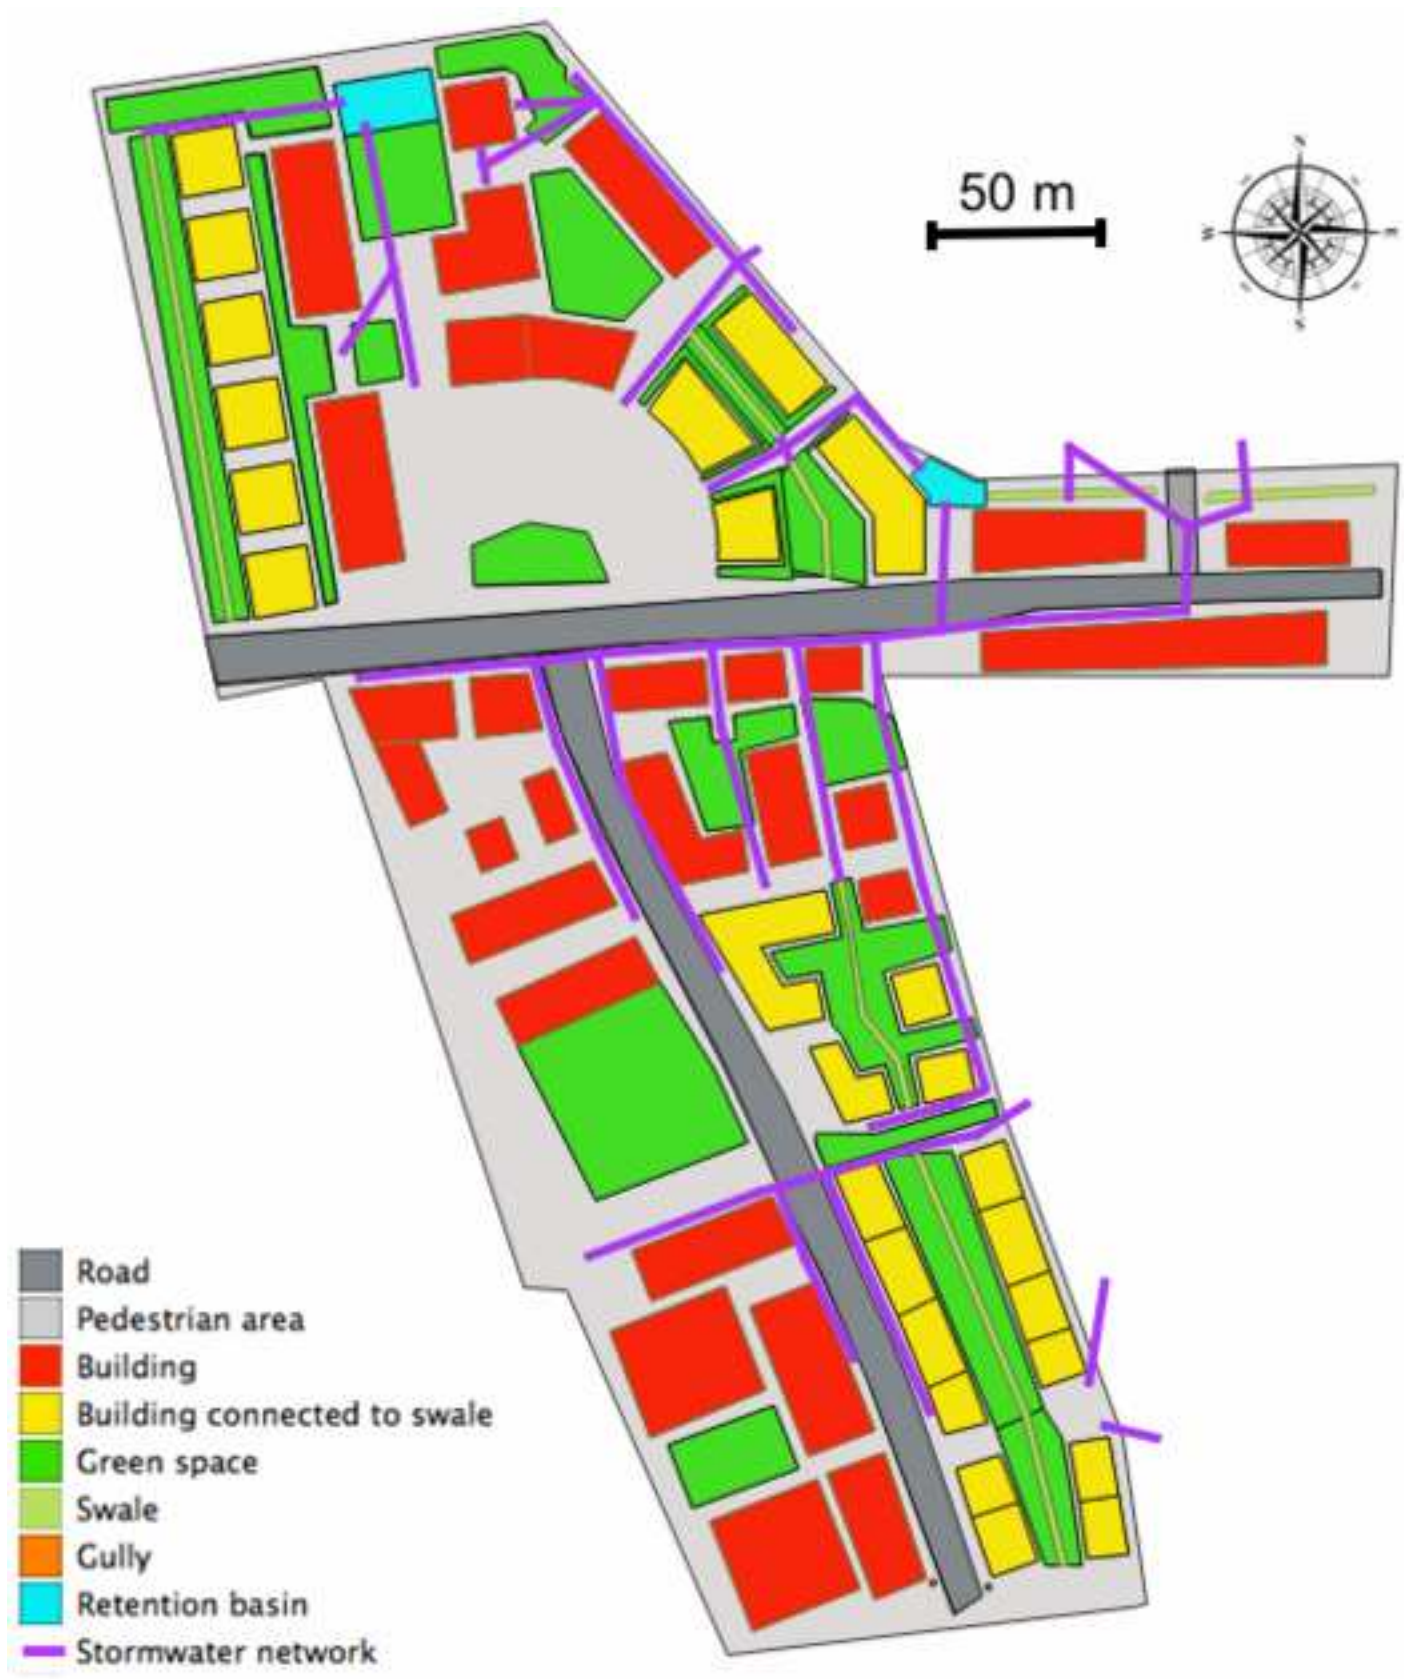 50 m
N
W
S
Road
Pedestrian area
Building
Building connected to swale
Green space
Swale
Gully
Retention basin
Stormwater network